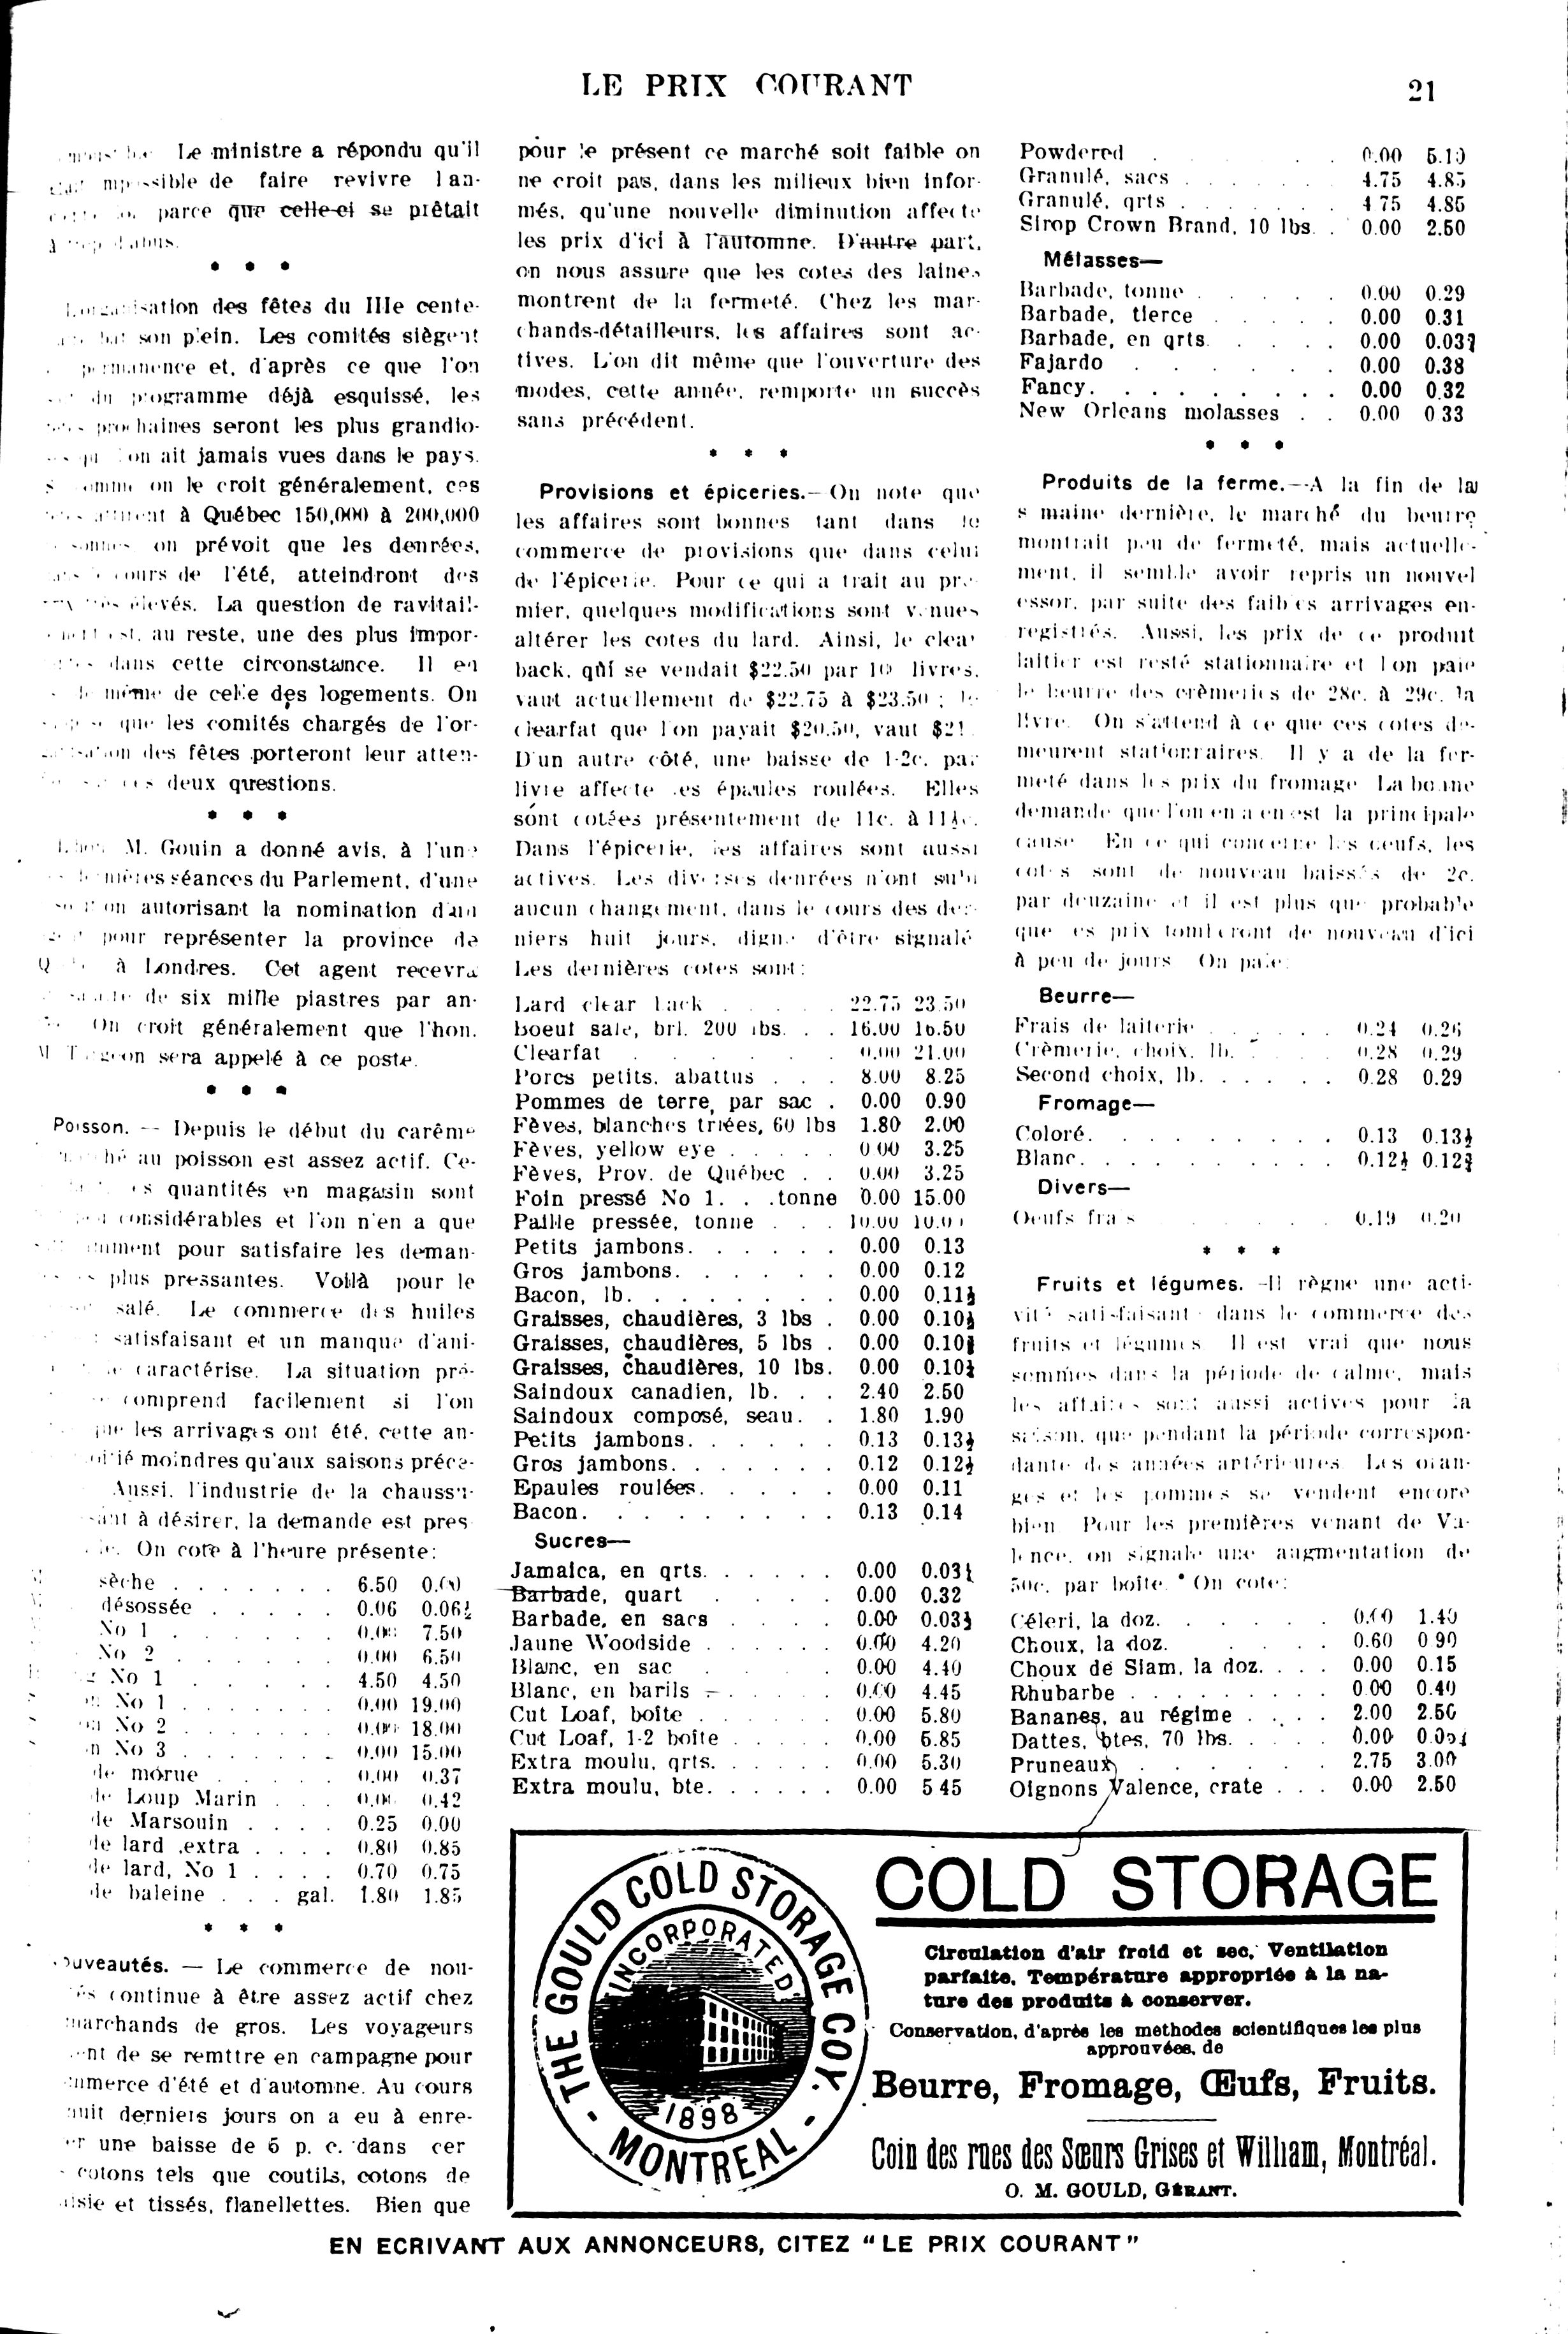 LE PRIX COURANT
21
Le ministre a répondu qu'il
de faire revivre l'an-
parce que celle-ci se prêtait
des fêtes du IIIe cente-
son plein. Les comités siègent
et, d'après ce que l'on
programme déjà esquissé, les
prochaines seront les plus grandio-
on ait jamais vues dans le pays.
on le croit généralement, ces
à Québec 150,000 à 200,000
on prévoit que les denrées,
cours de l'été, atteindront des
élevés. La question de ravitail-
au reste, une des plus impor-
dans cette circonstance. Il en
même de celle des logements. On
que les comités chargés de l'or-
des fêtes porteront leur atten-
deux questions.
* * *
M. Gouin a donné avis, à l'une
séances du Parlement, d'une
autorisant la nomination d'un
pour représenter la province de
à Londres. Cet agent recevra
de six mille piastres par an-
On croit généralement que l'hon.
sera appelé à ce poste.
* * *
Poisson. — Depuis le début du carême
au poisson est assez actif. Ce-
quantités en magasin sont
considérables et l'on n'en a que
pour satisfaire les deman-
plus pressantes. Voilà pour le
salé. Le commerce des huiles
satisfaisant et un manque d'ani-
caractérise. La situation pré-
comprend facilement si l'on
les arrivages ont été, cette an-
moindres qu'aux saisons précé-
Aussi, l'industrie de la chaussu-
à désirer, la demande est pres
On cote à l'heure présente:
sèche . . . 6.50
désossée . . . 0.06 0.06½
No 1 . . . 7.50
No 2 . . . 0.00 6.50
No 1 . . . 4.50 4.50
No 1 . . . 0.00 19.00
No 2 . . . 18.00
No 3 . . . 0.00 15.00
de morue . . . 0.00 0.37
de Loup Marin . . . 0.42
de Marsouin . . . 0.25 0.00
de lard extra . . . 0.80 0.85
de lard, No 1 . . . 0.70 0.75
de baleine . . . gal. 1.80 1.85
* * *
ouveautés. — Le commerce de nou-
continue à être assez actif chez
marchands de gros. Les voyageurs
de se remttre en campagne pour
d'été et d'automne. Au cours
derniers jours on a eu à enre-
une baisse de 5 p. c. dans cer
cotons tels que coutils, cotons de
et tissés, flanellettes. Bien que
pour le présent ce marché soit faible on
ne croit pas, dans les milieux bien infor-
més, qu'une nouvelle diminution affecte
les prix d'ici à l'automne. D'autre part,
on nous assure que les cotes des laines
montrent de la fermeté. Chez les mar-
chands-détailleurs, les affaires sont ac-
tives. L'on dit même que l'ouverture des
modes, cette année, remporte un succès
sans précédent.
* * *
Provisions et épiceries.—On note que
les affaires sont bonnes tant dans le
commerce de provisions que dans celui
de l'épicerie. Pour ce qui a trait au pre-
mier, quelques modifications sont venues
altérer les cotes du lard. Ainsi, le clear
back, qui se vendait $22.50 par livres,
vaut actuellement de $22.75 à $23.50; le
clearfat que l'on payait $20.50, vaut $21.
D'un autre côté, une baisse de 1-2c. par
livre affecte les épaules roulées. Elles
sont cotées présentement de 11c. à 11½c.
Dans l'épicerie, les affaires sont aussi
actives. Les diverses denrées n'ont subi
aucun changement, dans le cours des der-
niers huit jours, digne d'être signalé
Les dernières cotes sont:
Lard clear back . . . 22.75 23.50
Boeuf salé, brl. 200 lbs. . . 16.00 16.50
Clearfat . . . 0.00 21.00
Porcs petits, abattus . . . 8.00 8.25
Pommes de terre, par sac . 0.00 0.90
Fèves, blanches triées, 60 lbs 1.80 2.00
Fèves, yellow eye . . . 0.00 3.25
Fèves, Prov. de Québec . . 0.00 3.25
Foin pressé No 1. . .tonne 0.00 15.00
Paille pressée, tonne . . . 10.00
Petits jambons. . . . 0.00 0.13
Gros jambons. . . . 0.00 0.12
Bacon, lb. . . . 0.00 0.11½
Graisses, chaudières, 3 lbs . 0.00
Graisses, chaudières, 5 lbs . 0.00
Graisses, chaudières, 10 lbs. 0.00
Saindoux canadien, lb. . . 2.40 2.50
Saindoux composé, seau. . 1.80 1.90
Petits jambons. . . . 0.13 0.13½
Gros jambons. . . . 0.12 0.12½
Epaules roulées. . . . 0.00 0.11
Bacon. . . . 0.13 0.14
Sucres—
Jamaica, en qrts. . . . 0.00
Barbade, quart . . . 0.00 0.32
Barbade, en sacs . . . 0.00
Jaune Woodside . . . 0.00 4.20
Blanc, en sac . . . 0.00 4.40
Blanc, en barils . . . 0.00 4.45
Cut Loaf, boîte . . . 0.00 5.80
Cut Loaf, 1-2 boîte . . . 0.00 6.85
Extra moulu, qrts. . . . 0.00 5.30
Extra moulu, bte. . . . 0.00 5 45
Powdered . . . 0.00 5.10
Granulé, sacs . . . 4.75 4.85
Granulé, qrts . . . 4 75 4.85
Sirop Crown Brand, 10 lbs. . 0.00 2.50
Mélasses—
Barbade, tonne . . . 0.00 0.29
Barbade, tierce . . . 0.00 0.31
Barbade, en qrts. . . . 0.00
Fajardo . . . 0.00 0.38
Fancy. . . . 0.00 0.32
New Orleans molasses . . 0.00 0 33
* * *
Produits de la ferme.—A la fin de la
s maine dernière, le marché du beurre
montrait peu de fermeté, mais actuelle-
ment, il semble avoir repris un nouvel
essor, par suite des faibles arrivages en-
registrés. Aussi, les prix de ce produit
laitier est resté stationnaire et l'on paie
le beurre des crèmeries de 28c. à 29c. la
livre. On s'attend à ce que ces cotes de-
meurent stationnaires. Il y a de la fer-
meté dans les prix du fromage La bonne
demande que l'on en a en est la principale
cause. En ce qui concerne les oeufs, les
cotes sont de nouveau baissés de 2c.
par douzaine et il est plus que probable
que les prix tomberont de nouveau d'ici
à peu de jours On paie:
Beurre—
Frais de laiterie . . . 0.24 0.26
Crèmerie, choix, lb. . . . 0.28 0.29
Second choix, lb. . . . 0.28 0.29
Fromage—
Coloré. . . . 0.13 0.13½
Blanc. . . . 0.12½ 0.12¾
Divers—
Oeufs frais . . . 0.19 0.20
* * *
Fruits et légumes.—Il règne une acti-
vité satisfaisante dans le commerce des
fruits et légumes. Il est vrai que nous
sommes dans la période de calme, mais
les affaires sont aussi actives pour la
saison, que pendant la période correspon-
dante des années antérieures. Les oran-
ges et les pommes se vendent encore
bien. Pour les premières venant de Va-
lence, on signale une augmentation de
50c. par boîte. On cote:
Céleri, la doz. . . . 1.40
Choux, la doz. . . . 0.60 0.90
Choux de Siam, la doz. . . . 0.00 0.15
Rhubarbe . . . 0.00 0.40
Bananes, au régime . . . 2.00 2.50
Dattes, btes, 70 lbs. . . . 0.00
Pruneaux . . . 2.75 3.00
Oignons Valence, crate . . . 0.00 2.50
THE GOULD COLD STORAGE COY.
INCORPORATED
1898
MONTREAL
COLD STORAGE
Circulation d'air froid et sec, Ventilation
parfaite, Température appropriée à la na-
ture des produits à conserver.
Conservation, d'après les méthodes scientifiques les plus
approuvées, de
Beurre, Fromage, Œufs, Fruits.
Coin des rues des Sœurs Grises et William, Montréal.
O. M. GOULD, GÉRANT.
EN ECRIVANT AUX ANNONCEURS, CITEZ "LE PRIX COURANT"